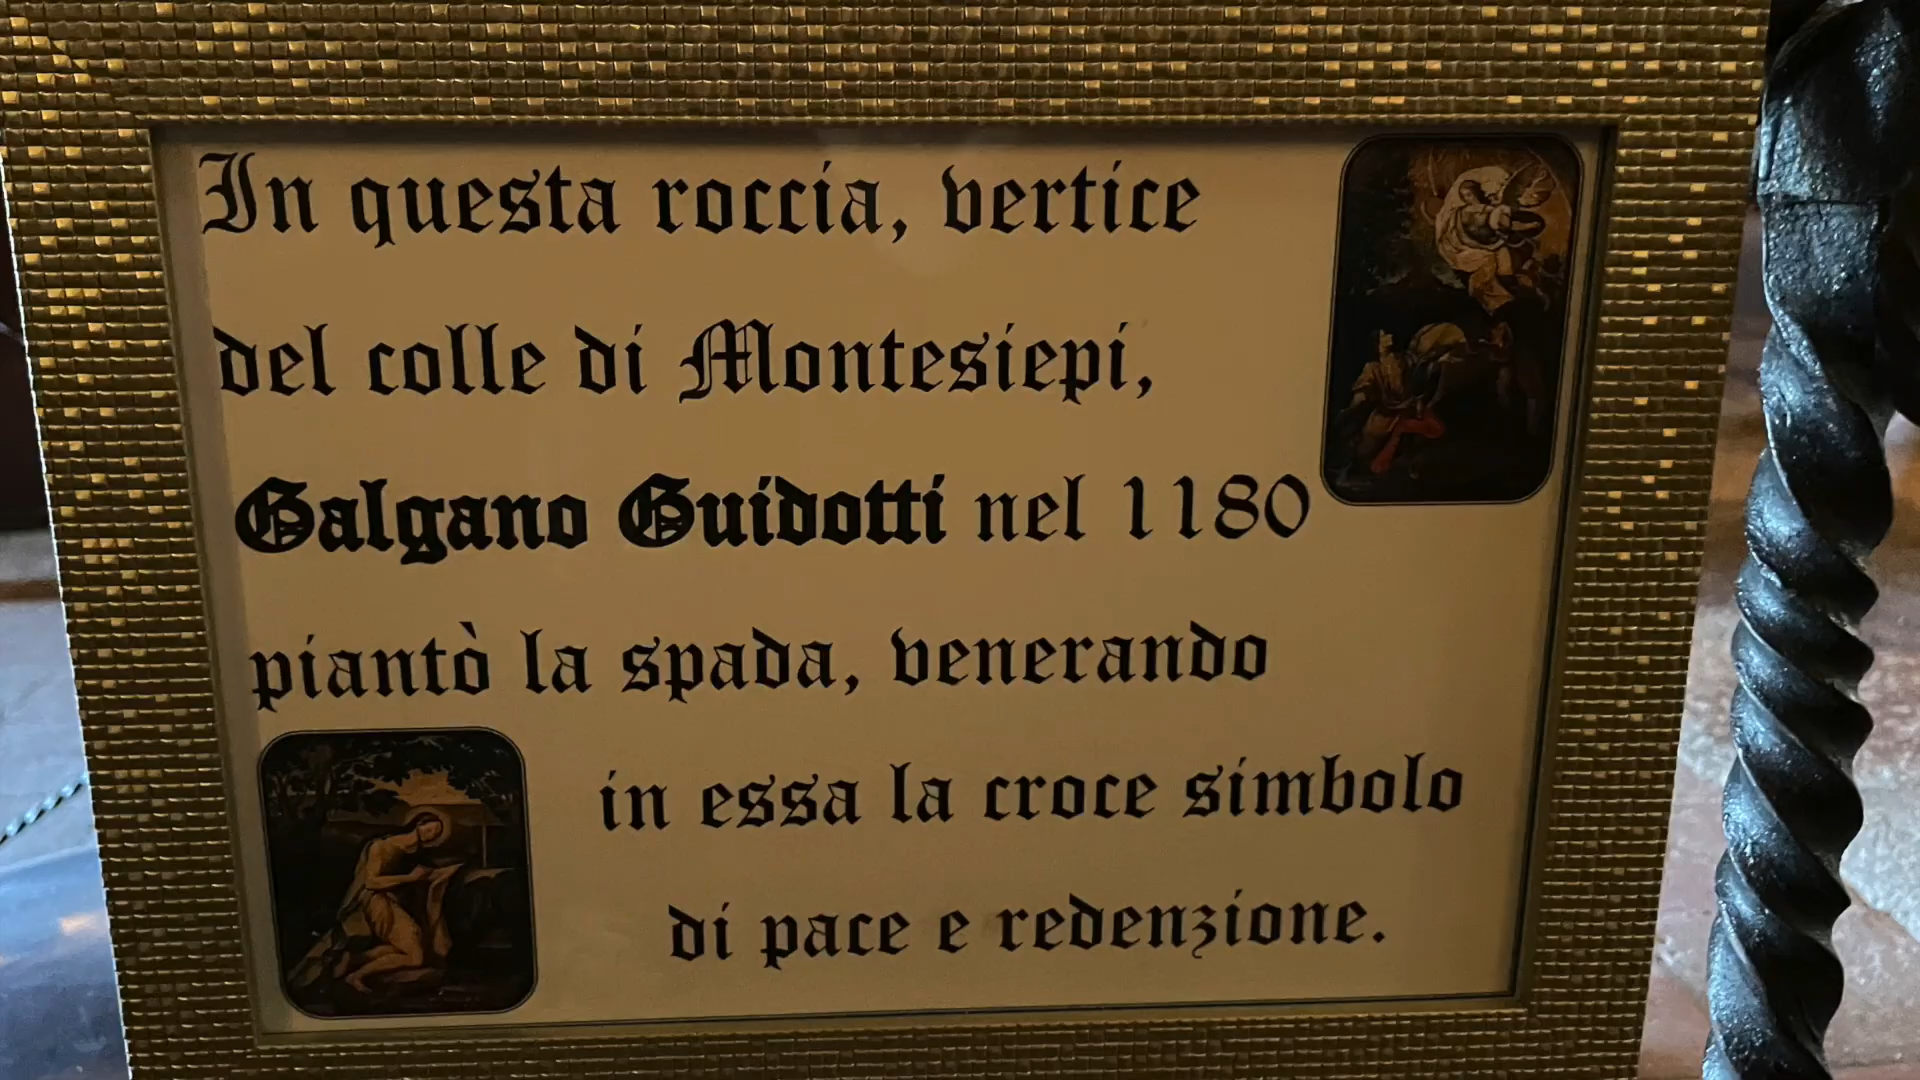 In questa roccia, vertice
del colle di Montesiepi,
Galgano Guidotti nel 1180
piantò la spada, venerando
in essa la croce simbolo
di pace e redenzione.